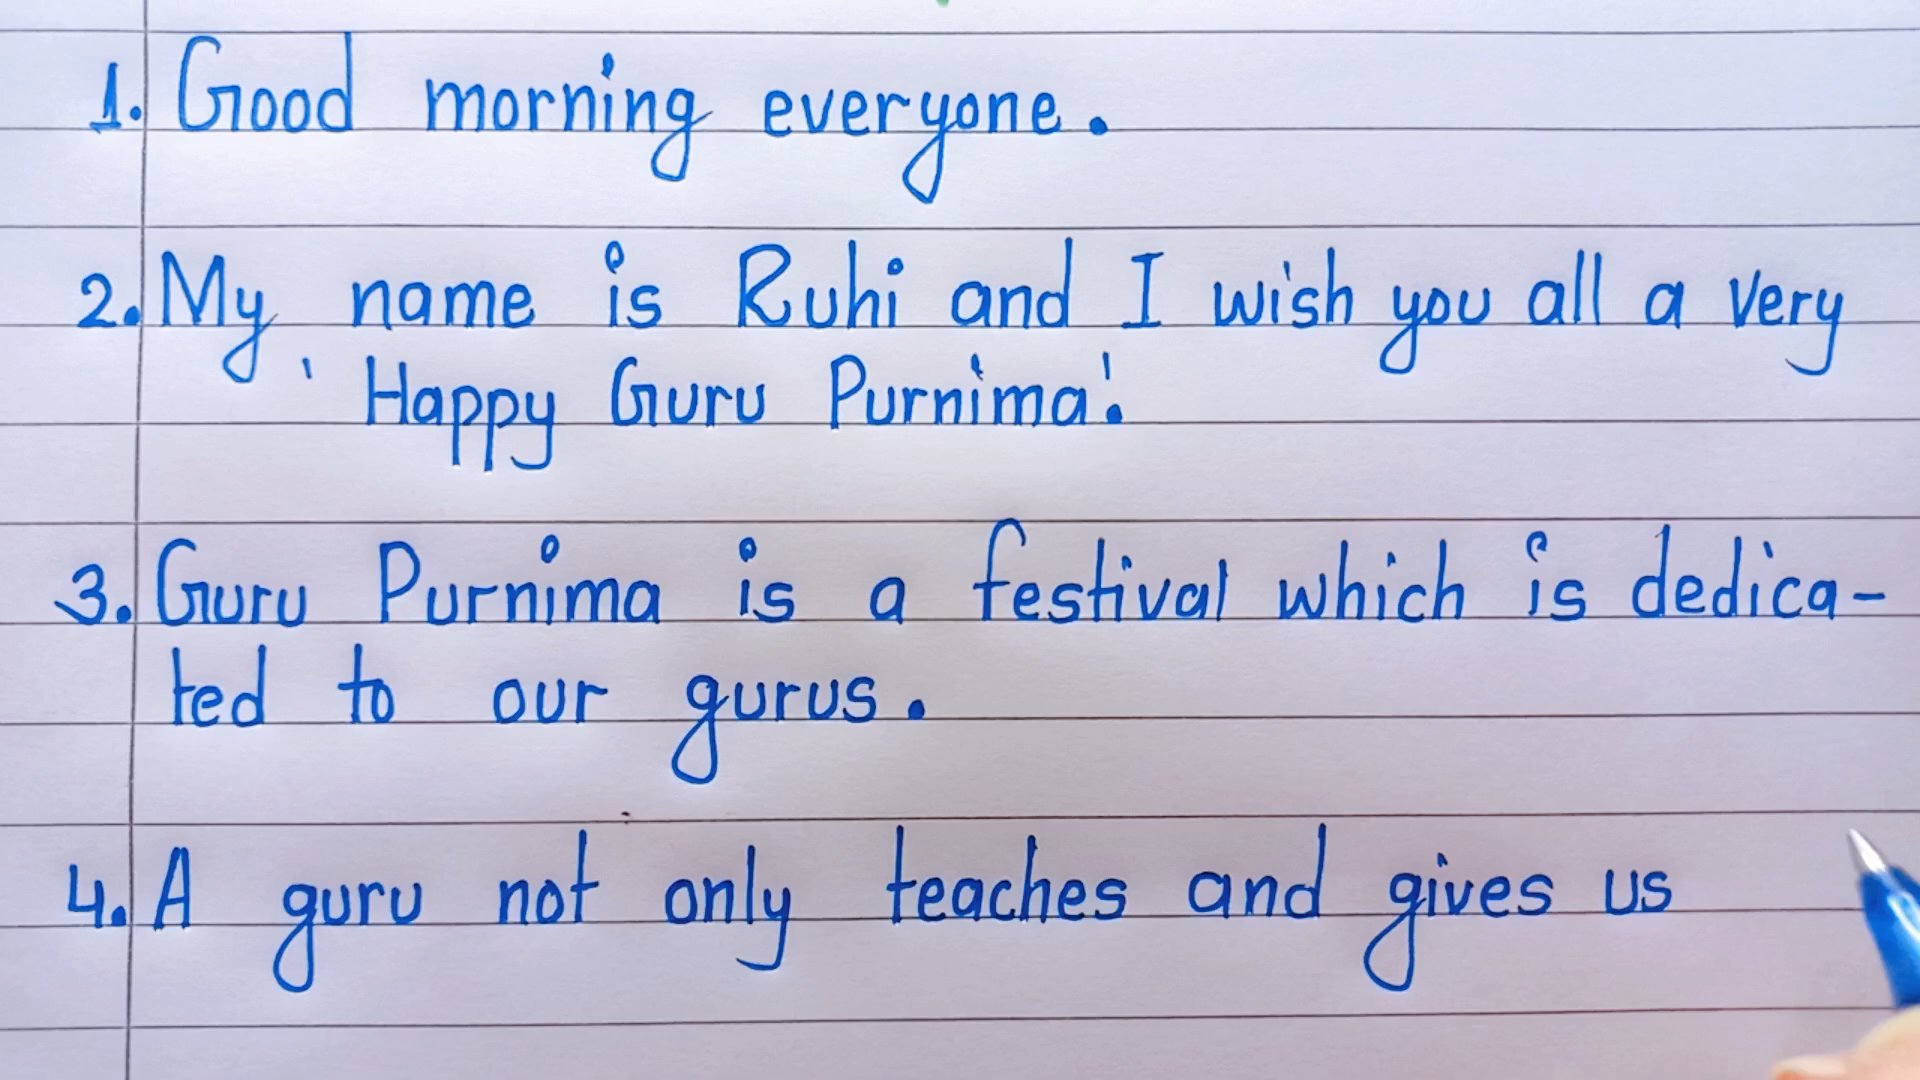 1. Good morning everyone.
2. My name is Ruhi and I wish you all a very
' Happy Guru Purnima'.
3. Guru Purnima is a festival which is dedica-
ted to our gurus.
4. A guru not only teaches and gives us